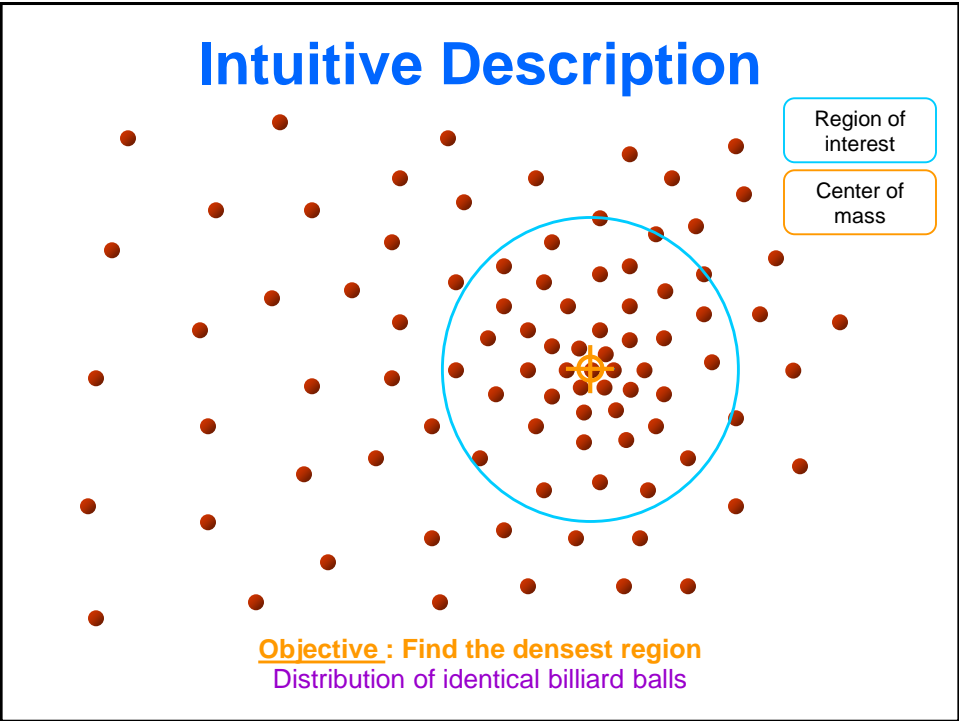 Intuitive Description
Region of
interest
Center of
mass
Objective : Find the densest region
Distribution of identical billiard balls